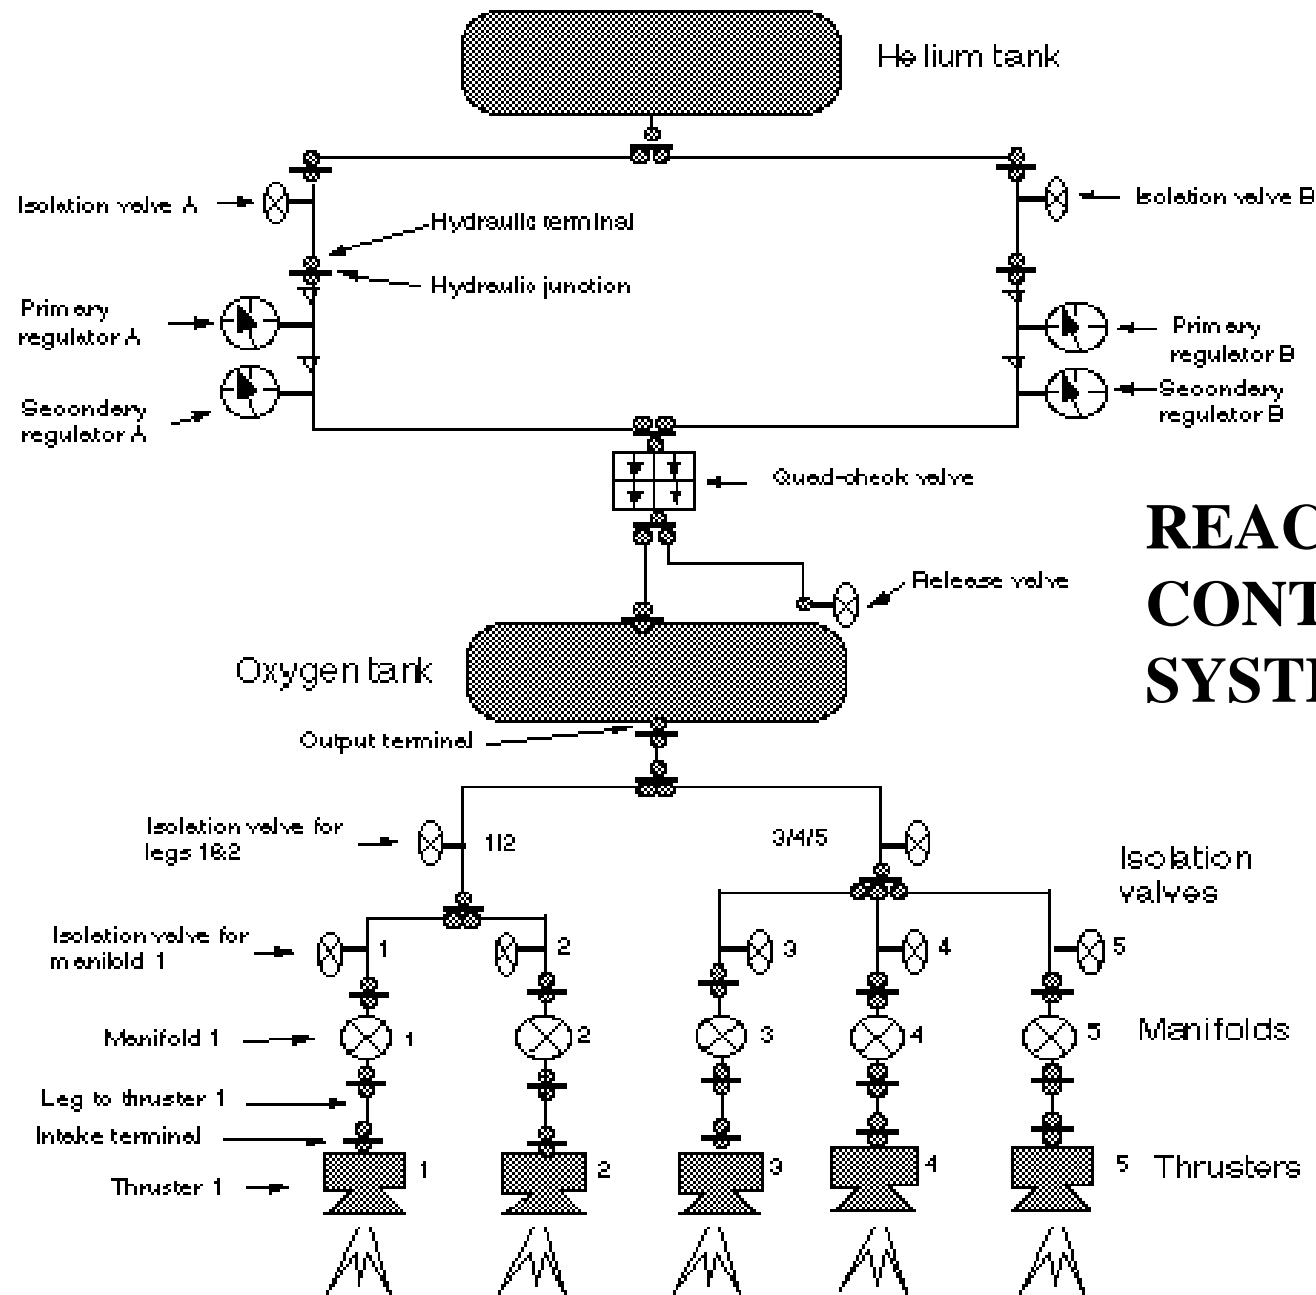 Helium tank
Isolation valve A
Isolation valve B
Hydraulic terminal
Hydraulic junction
Primary
regulator A
Primary
regulator B
Secondary
regulator A
Secondary
regulator B
Quad-check valve
REAC
CONT
SYST
Release valve
Oxygen tank
Output terminal
Isolation valve for
legs 1&2
1/2
3/4/5
Isolation
valves
Isolation valve for
manifold 1
1
2
3
4
5
Manifold 1
1
2
3
4
5
Manifolds
Leg to thruster 1
Intake terminal
Thruster 1
1
2
3
4
5
Thrusters